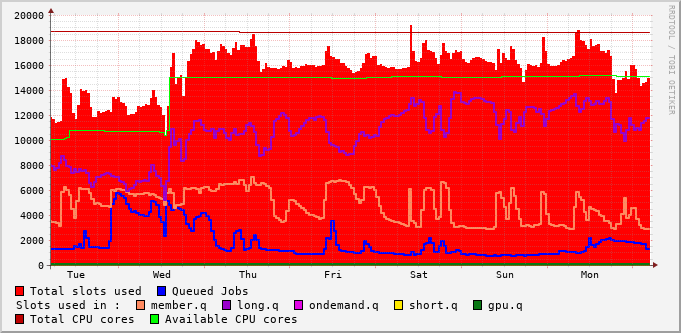 20000
18000
16000
14000
12000
10000
8000
6000
4000
2000
0
Tue Wed Thu Fri Sat Sun Mon
RRDTOOL / TOBI OETIKER
Total slots used Queued Jobs
Slots used in : member.q long.q ondemand.q short.q gpu.q
Total CPU cores Available CPU cores